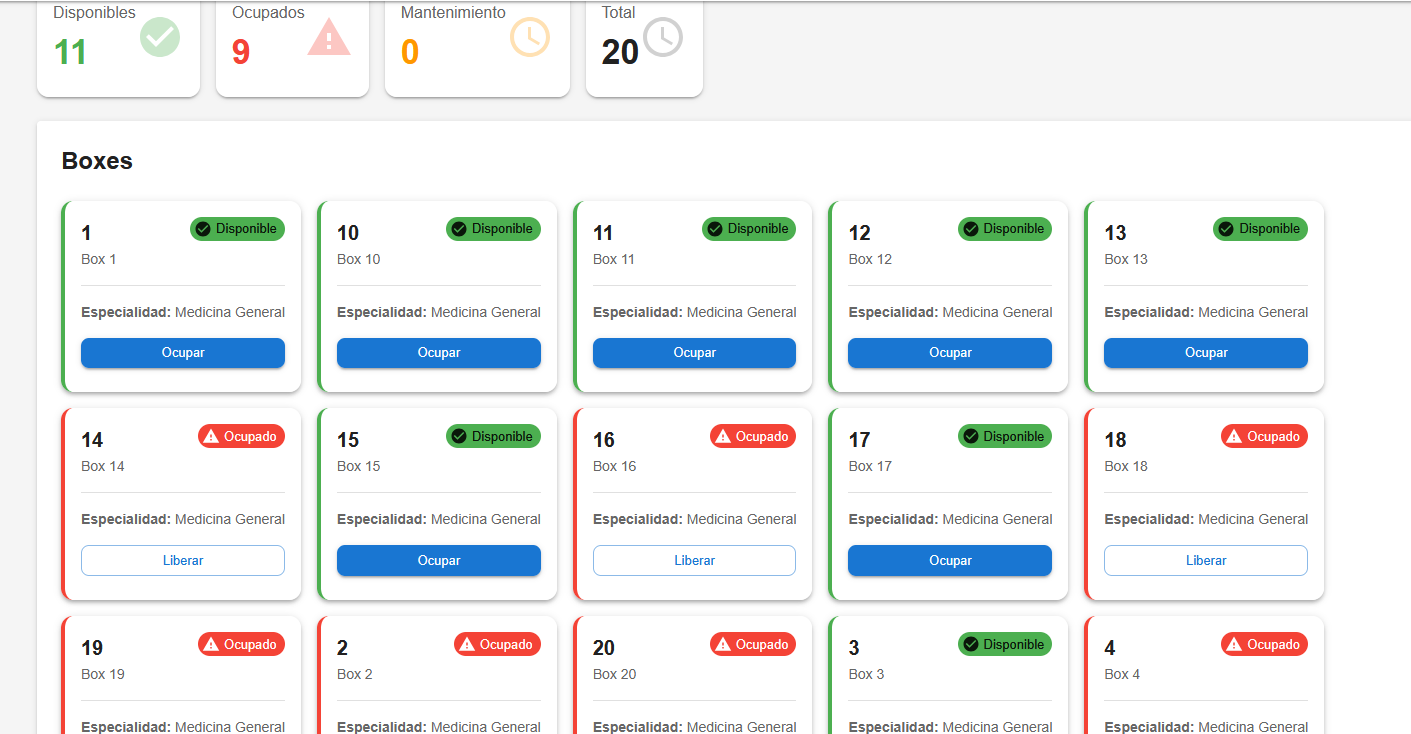 Disponibles
11
Ocupados
9
Mantenimiento
0
Total
20
Boxes
1
Disponible
Box 1
Especialidad: Medicina General
Ocupar
10
Disponible
Box 10
Especialidad: Medicina General
Ocupar
11
Disponible
Box 11
Especialidad: Medicina General
Ocupar
12
Disponible
Box 12
Especialidad: Medicina General
Ocupar
13
Disponible
Box 13
Especialidad: Medicina General
Ocupar
14
Ocupado
Box 14
Especialidad: Medicina General
Liberar
15
Disponible
Box 15
Especialidad: Medicina General
Ocupar
16
Ocupado
Box 16
Especialidad: Medicina General
Liberar
17
Disponible
Box 17
Especialidad: Medicina General
Ocupar
18
Ocupado
Box 18
Especialidad: Medicina General
Liberar
19
Ocupado
Box 19
Especialidad: Medicina General
2
Ocupado
Box 2
Especialidad: Medicina General
20
Ocupado
Box 20
Especialidad: Medicina General
3
Disponible
Box 3
Especialidad: Medicina General
4
Ocupado
Box 4
Especialidad: Medicina General